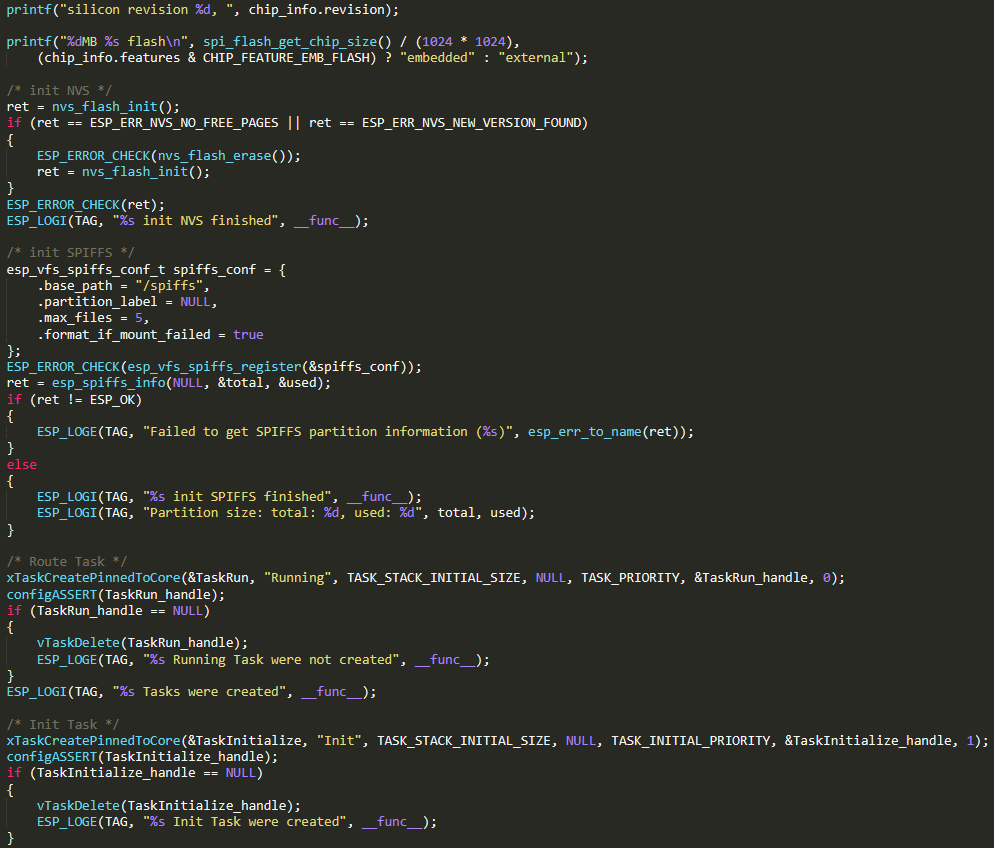 printf("silicon revision %d, ", chip_info.revision);

printf("%dMB %s flash\n", spi_flash_get_chip_size() / (1024 * 1024),
    (chip_info.features & CHIP_FEATURE_EMB_FLASH) ? "embedded" : "external");

/* init NVS */
ret = nvs_flash_init();
if (ret == ESP_ERR_NVS_NO_FREE_PAGES || ret == ESP_ERR_NVS_NEW_VERSION_FOUND)
{
    ESP_ERROR_CHECK(nvs_flash_erase());
    ret = nvs_flash_init();
}
ESP_ERROR_CHECK(ret);
ESP_LOGI(TAG, "%s init NVS finished", __func__);

/* init SPIFFS */
esp_vfs_spiffs_conf_t spiffs_conf = {
    .base_path = "/spiffs",
    .partition_label = NULL,
    .max_files = 5,
    .format_if_mount_failed = true
};
ESP_ERROR_CHECK(esp_vfs_spiffs_register(&spiffs_conf));
ret = esp_spiffs_info(NULL, &total, &used);
if (ret != ESP_OK)
{
    ESP_LOGE(TAG, "Failed to get SPIFFS partition information (%s)", esp_err_to_name(ret));
}
else
{
    ESP_LOGI(TAG, "%s init SPIFFS finished", __func__);
    ESP_LOGI(TAG, "Partition size: total: %d, used: %d", total, used);
}

/* Route Task */
xTaskCreatePinnedToCore(&TaskRun, "Running", TASK_STACK_INITIAL_SIZE, NULL, TASK_PRIORITY, &TaskRun_handle, 0);
configASSERT(TaskRun_handle);
if (TaskRun_handle == NULL)
{
    vTaskDelete(TaskRun_handle);
    ESP_LOGE(TAG, "%s Running Task were not created", __func__);
}
ESP_LOGI(TAG, "%s Tasks were created", __func__);

/* Init Task */
xTaskCreatePinnedToCore(&TaskInitialize, "Init", TASK_STACK_INITIAL_SIZE, NULL, TASK_INITIAL_PRIORITY, &TaskInitialize_handle, 1);
configASSERT(TaskInitialize_handle);
if (TaskInitialize_handle == NULL)
{
    vTaskDelete(TaskInitialize_handle);
    ESP_LOGE(TAG, "%s Init Task were created", __func__);
}